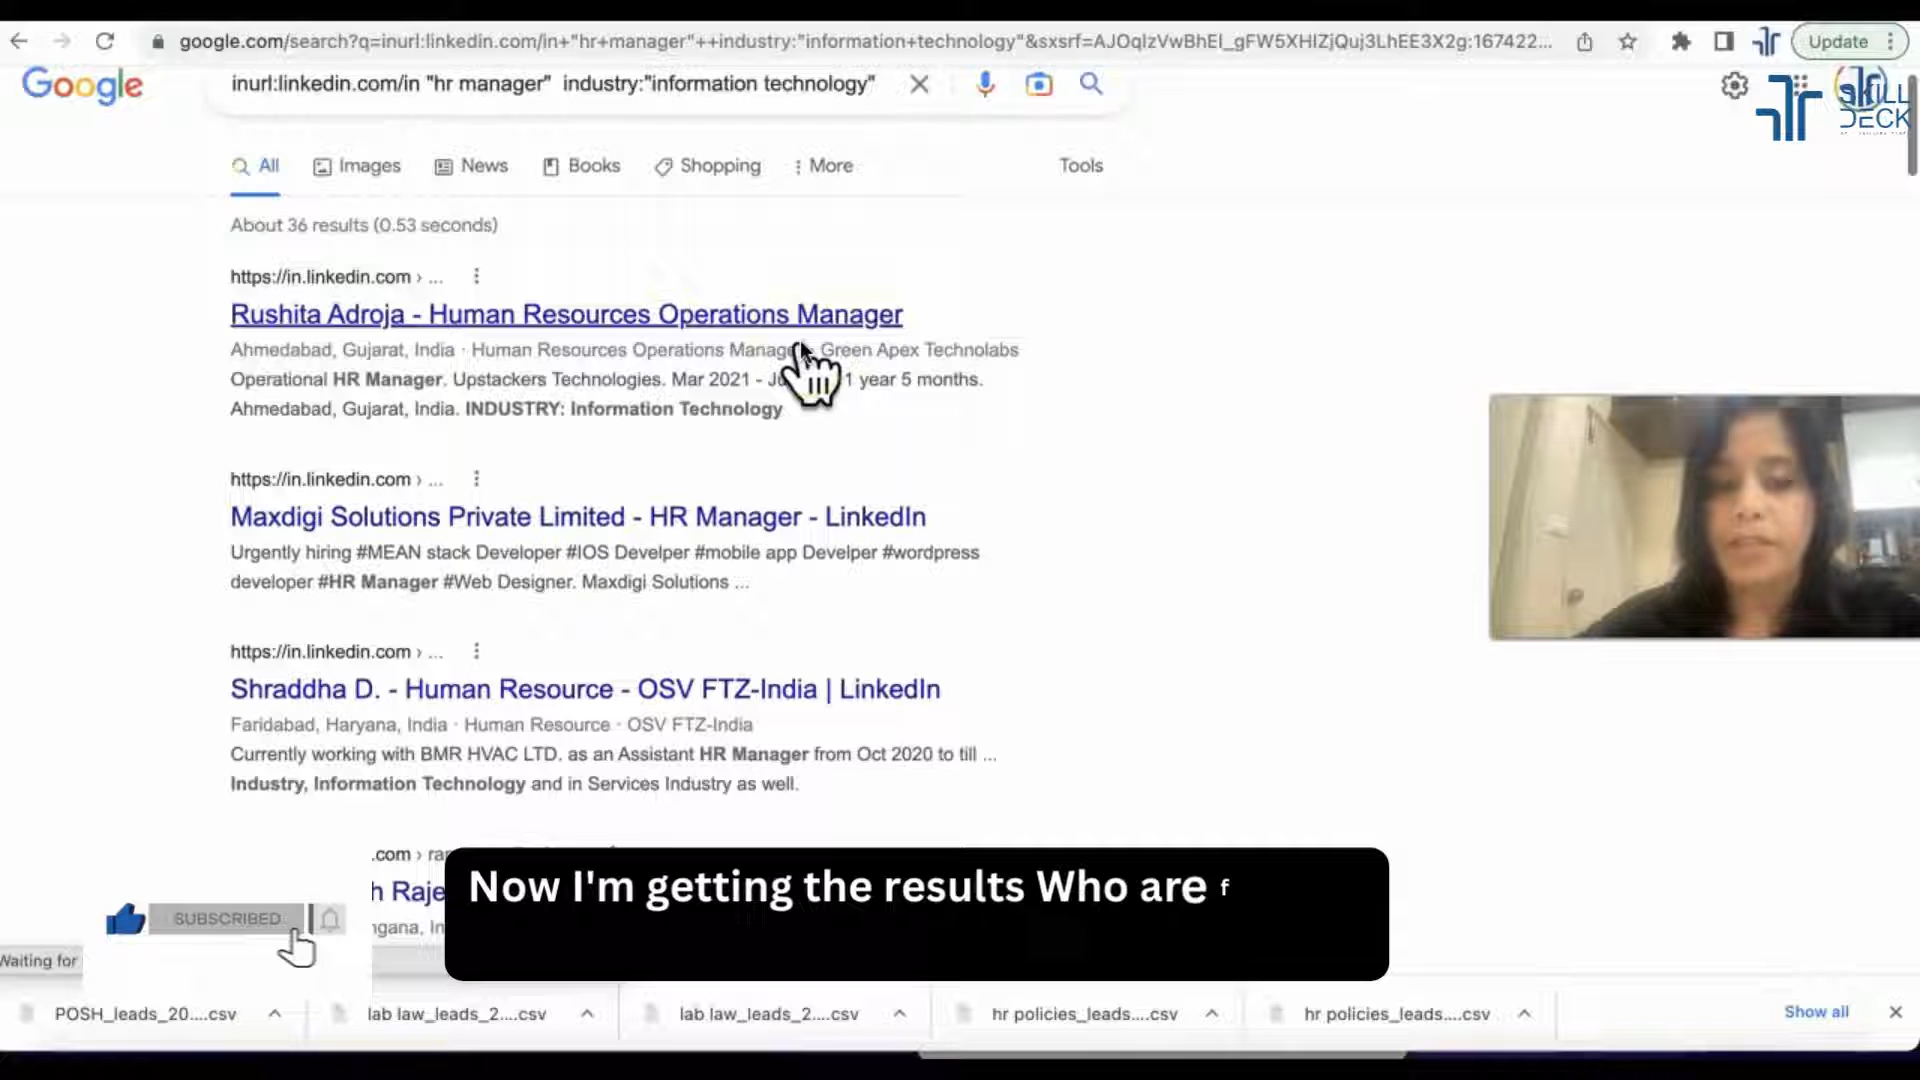 google.com/search?q=inurl:linkedin.com/in+"hr+manager"++industry:"information+technology"&sxsrf=AJOqlzVwBhEl_gFW5XHIZjQuj3LhEE3X2g:167422...
Update
Google
inurl:linkedin.com/in "hr manager"  industry:"information technology"
SKILL
DECK
All
Images
News
Books
Shopping
More
Tools
About 36 results (0.53 seconds)
https://in.linkedin.com › ...
Rushita Adroja - Human Resources Operations Manager
Ahmedabad, Gujarat, India · Human Resources Operations Manag Green Apex Technolabs
Operational HR Manager. Upstackers Technologies. Mar 2021 - 1 year 5 months.
Ahmedabad, Gujarat, India. INDUSTRY: Information Technology
https://in.linkedin.com › ...
Maxdigi Solutions Private Limited - HR Manager - LinkedIn
Urgently hiring #MEAN stack Developer #IOS Develper #mobile app Develper #wordpress
developer #HR Manager #Web Designer. Maxdigi Solutions ...
https://in.linkedin.com › ...
Shraddha D. - Human Resource - OSV FTZ-India | LinkedIn
Faridabad, Haryana, India · Human Resource · OSV FTZ-India
Currently working with BMR HVAC LTD. as an Assistant HR Manager from Oct 2020 to till ...
Industry, Information Technology and in Services Industry as well.
.com ›
h Raje
ngana, In
Now I'm getting the results Who are f
SUBSCRIBED
Waiting for
POSH_leads_20....csv
lab law_leads_2....csv
lab law_leads_2....csv
hr policies_leads....csv
hr policies_leads....csv
Show all